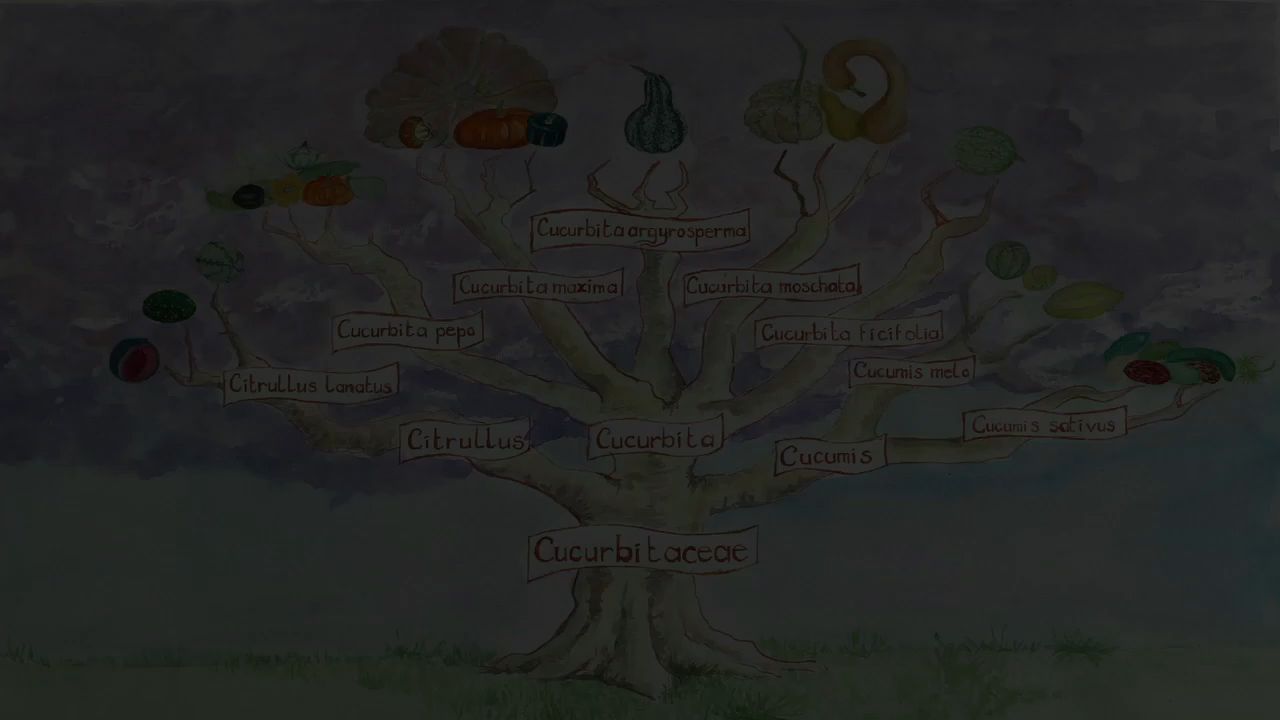 Cucurbita argyrosperma
Cucurbita maxima
Cucurbita moschata
Cucurbita pepo
Cucurbita ficifolia
Cucumis melo
Citrullus lanatus
Cucumis sativus
Citrullus
Cucurbita
Cucumis
Cucurbitaceae